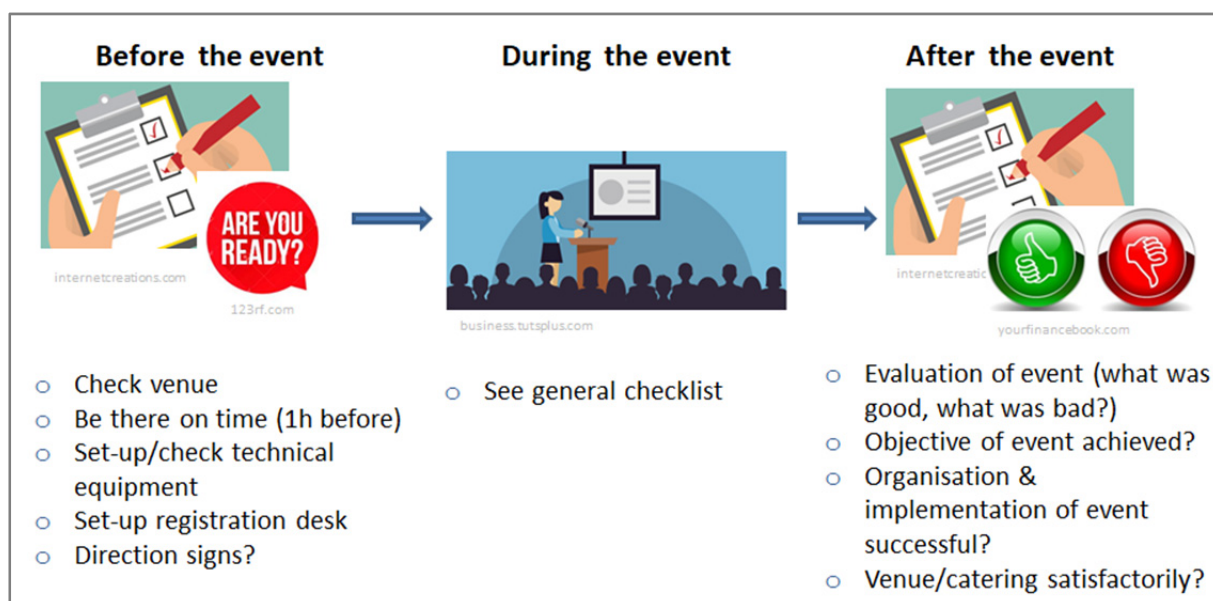 Before the event
ARE YOU
READY?
internetcreations.com
123rf.com
Check venue
Be there on time (1h before)
Set-up/check technical
equipment
Set-up registration desk
Direction signs?
During the event
business.tutsplus.com
See general checklist
After the event
internetcreatic
yourfinancebook.com
Evaluation of event (what was
good, what was bad?)
Objective of event achieved?
Organisation &
implementation of event
successful?
Venue/catering satisfactorily?